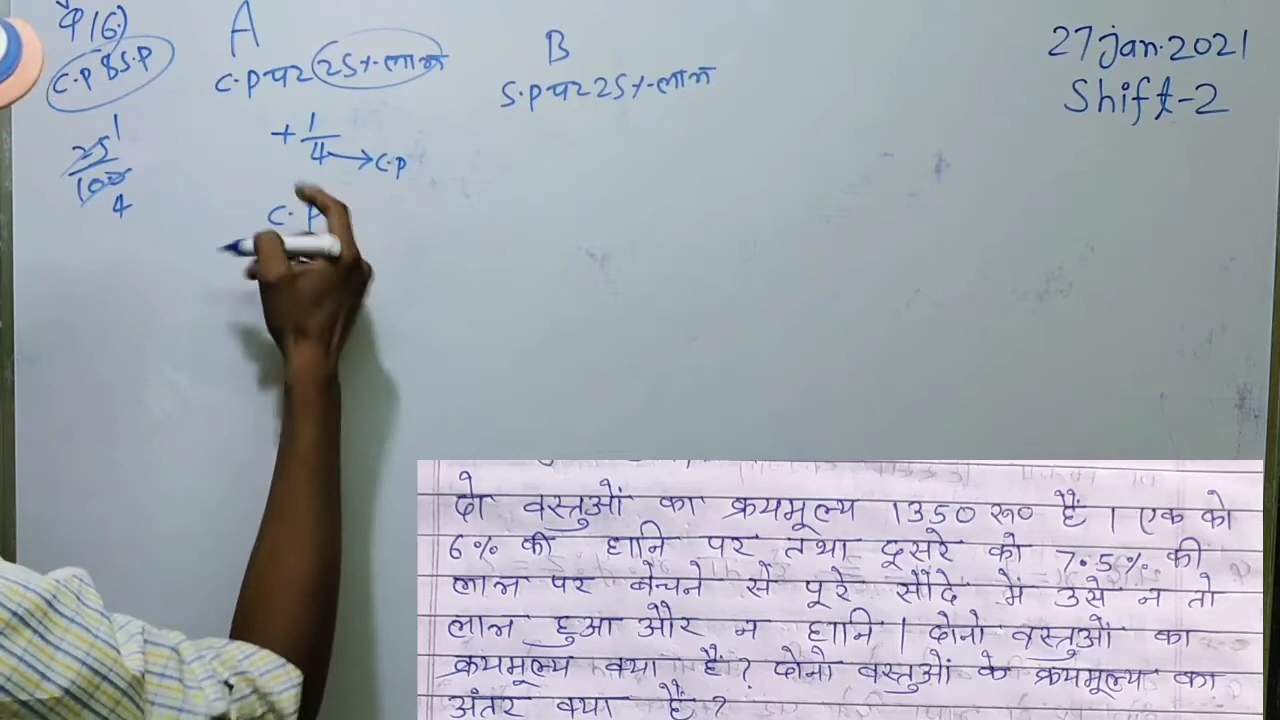 प्र(6)
C.P & S.P
A
C.P पर 25% लाभ
B
S.P पर 25% लाभ
27 Jan. 2021
Shift-2
25 1
100 4
+ 1/4 → C.P
C. P
दो वस्तुओं का क्रयमूल्य 1350 रू० है । एक को
6% की हानि पर तथा दूसरे को 7.5% की
लाभ पर बेंचने से पूरे सौदे में उसे न तो
लाभ हुआ और न हानि । दोनो वस्तुओं का
क्रयमूल्य क्या है ? दोनो वस्तुओं के क्रयमूल्य का
अंतर क्या है ?